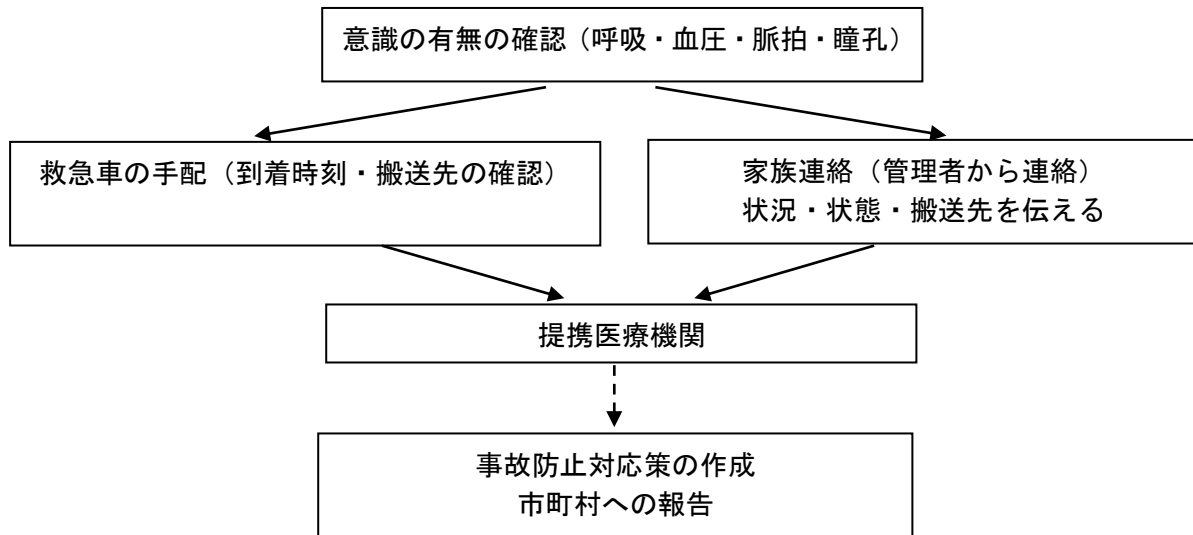 意識の有無の確認（呼吸・血圧・脈拍・瞳孔）
救急車の手配（到着時刻・搬送先の確認）
家族連絡（管理者から連絡）
状況・状態・搬送先を伝える
提携医療機関
事故防止対応策の作成
市町村への報告